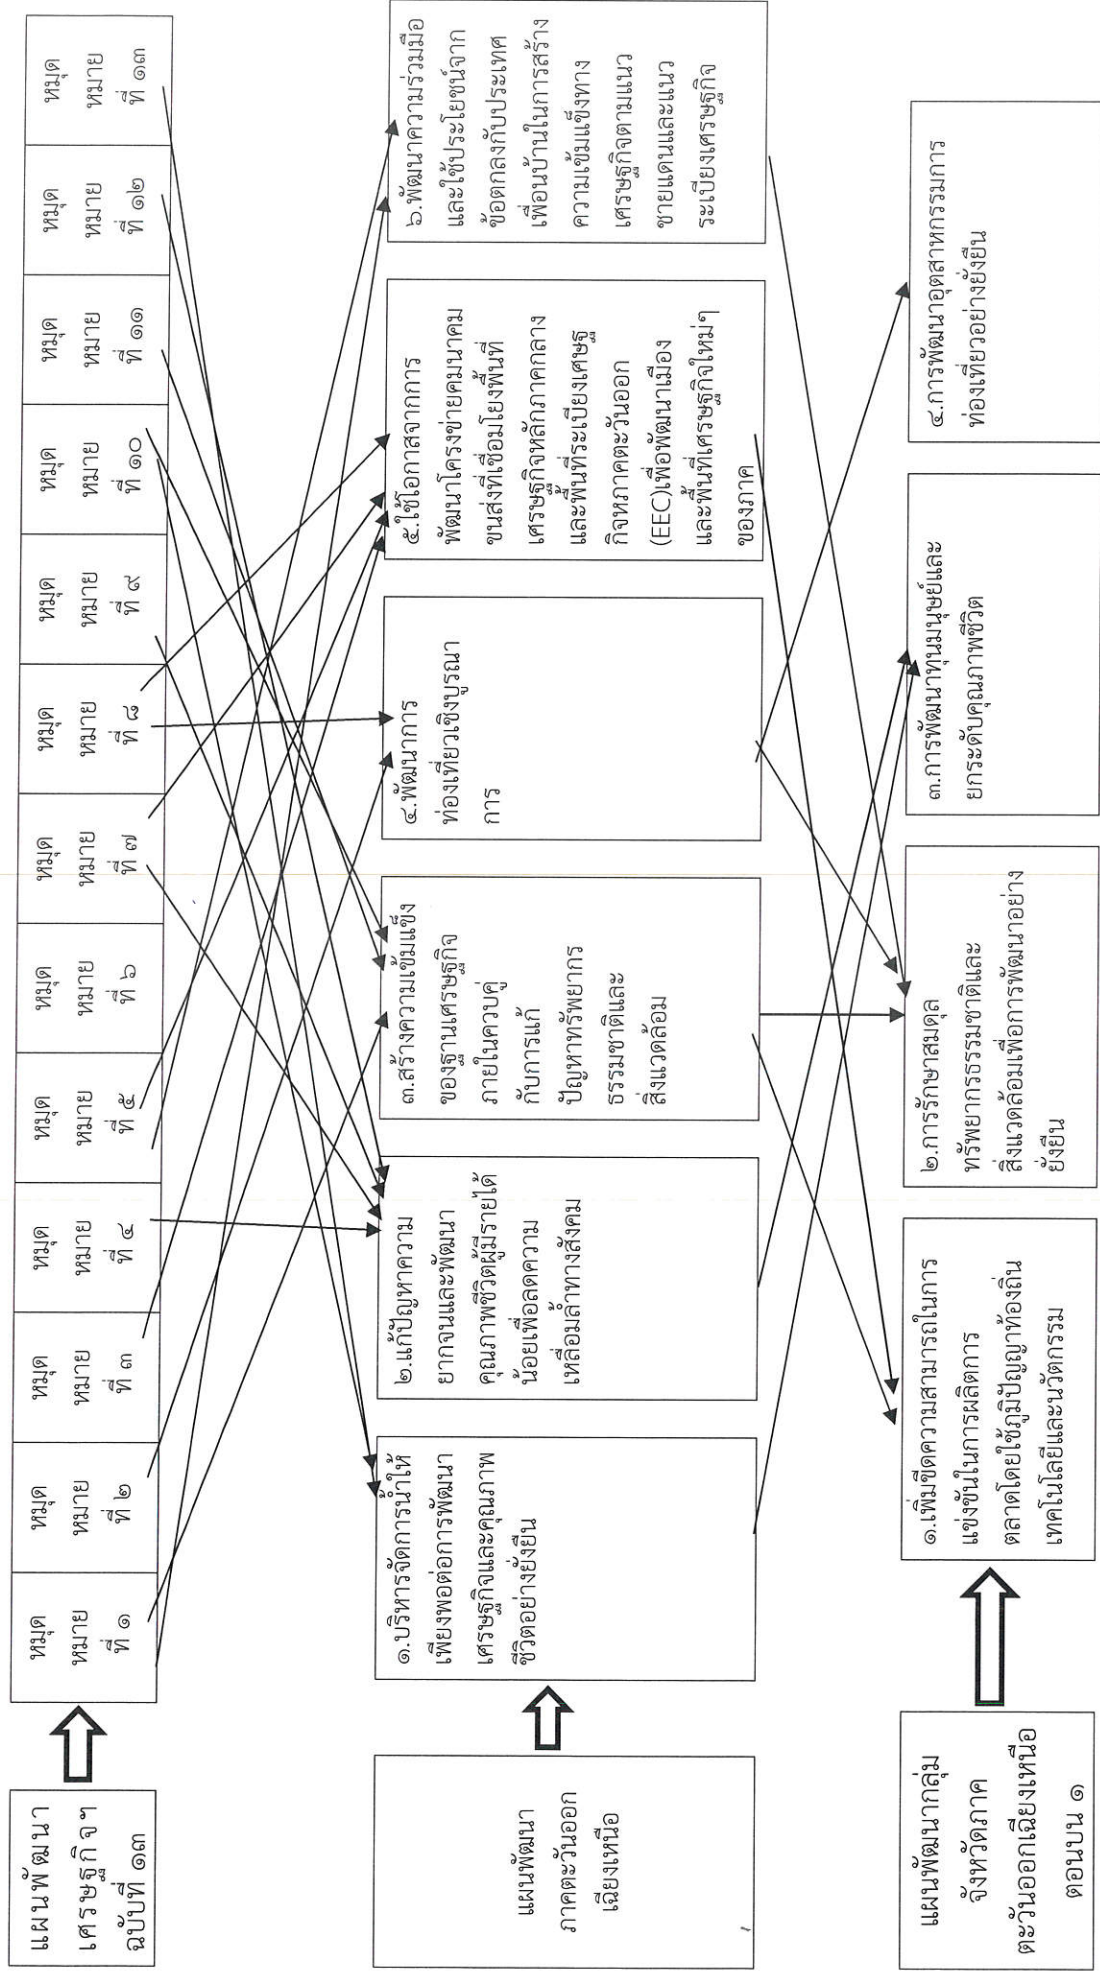 แผนพัฒนา
เศรษฐกิจฯ
ฉบับที่ ๑๓
หมุด
หมาย
ที่ ๑
หมุด
หมาย
ที่ ๒
หมุด
หมาย
ที่ ๓
หมุด
หมาย
ที่ ๔
หมุด
หมาย
ที่ ๕
หมุด
หมาย
ที่ ๖
หมุด
หมาย
ที่ ๗
หมุด
หมาย
ที่ ๘
หมุด
หมาย
ที่ ๙
หมุด
หมาย
ที่ ๑๐
หมุด
หมาย
ที่ ๑๑
หมุด
หมาย
ที่ ๑๒
หมุด
หมาย
ที่ ๑๓
แผนพัฒนา
ภาคตะวันออก
เฉียงเหนือ
๑.บริหารจัดการน้ำให้
เพียงพอต่อการพัฒนา
เศรษฐกิจและคุณภาพ
ชีวิตอย่างยั่งยืน
๒.แก้ปัญหาความ
ยากจนและพัฒนา
คุณภาพชีวิตผู้มีรายได้
น้อยเพื่อลดความ
เหลื่อมล้ำทางสังคม
๓.สร้างความเข้มแข็ง
ของฐานเศรษฐกิจ
ภายในควบคู่
กับการแก้
ปัญหาทรัพยากร
ธรรมชาติและ
สิ่งแวดล้อม
๔.พัฒนาการ
ท่องเที่ยวเชิงบูรณา
การ
๕.ใช้โอกาสจากการ
พัฒนาโครงข่ายคมนาคม
ขนส่งที่เชื่อมโยงพื้นที่
เศรษฐกิจหลักภาคกลาง
และพื้นที่ระเบียงเศรษฐ
กิจหภาคตะวันออก
(EEC)เพื่อพัฒนาเมือง
และพื้นที่เศรษฐกิจใหม่ๆ
ของภาค
๖.พัฒนาความร่วมมือ
และใช้ประโยชน์จาก
ข้อตกลงกับประเทศ
เพื่อนบ้านในการสร้าง
ความเข้มแข็งทาง
เศรษฐกิจตามแนว
ชายแดนและแนว
ระเบียงเศรษฐกิจ
แผนพัฒนากลุ่ม
จังหวัดภาค
ตะวันออกเฉียงเหนือ
ตอนบน ๑
๑.เพิ่มขีดความสามารถในการ
แข่งขันในการผลิตการ
ตลาดโดยใช้ภูมิปัญญาท้องถิ่น
เทคโนโลยีและนวัตกรรม
๒.การรักษาสมดุล
ทรัพยากรธรรมชาติและ
สิ่งแวดล้อมเพื่อการพัฒนาอย่าง
ยั่งยืน
๓.การพัฒนาทุนมนุษย์และ
ยกระดับคุณภาพชีวิต
๔.การพัฒนาอุตสาหกรรมการ
ท่องเที่ยวอย่างยั่งยืน